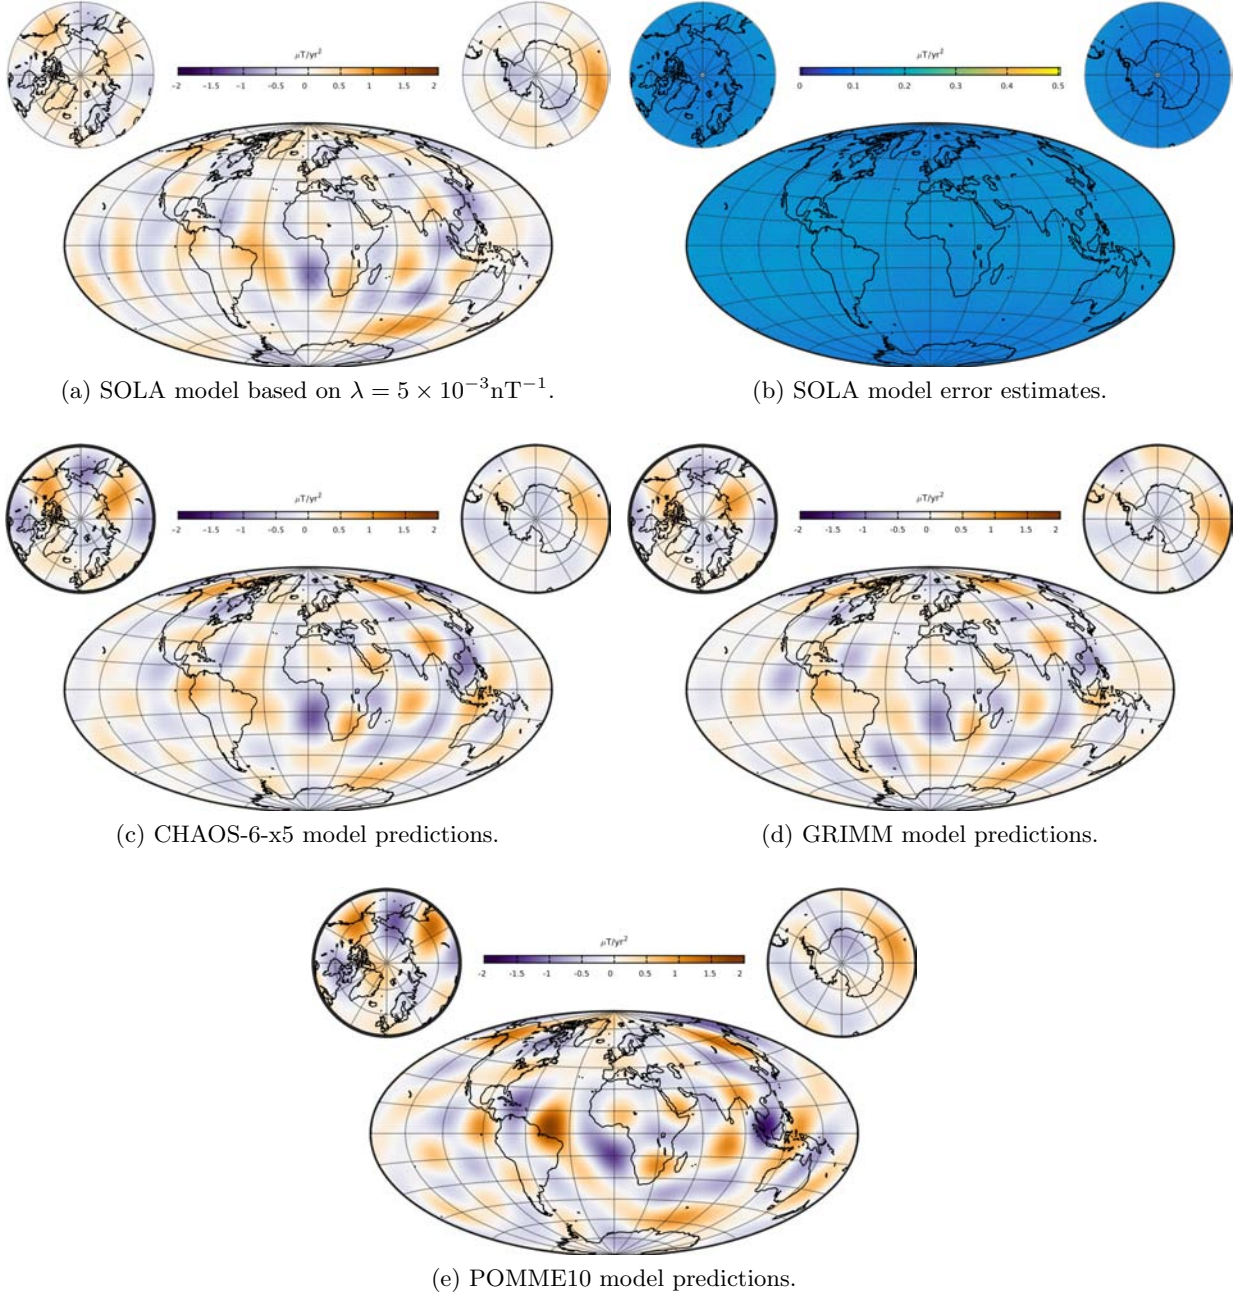 μT/yr²
−2 −1.5 −1 −0.5 0 0.5 1 1.5 2
μT/yr²
0 0.1 0.2 0.3 0.4 0.5
(a) SOLA model based on λ = 5 × 10⁻³nT⁻¹.
(b) SOLA model error estimates.
μT/yr²
−2 −1.5 −1 −0.5 0 0.5 1 1.5 2
μT/yr²
−2 −1.5 −1 −0.5 0 0.5 1 1.5 2
(c) CHAOS-6-x5 model predictions.
(d) GRIMM model predictions.
μT/yr²
−2 −1.5 −1 −0.5 0 0.5 1 1.5 2
(e) POMME10 model predictions.